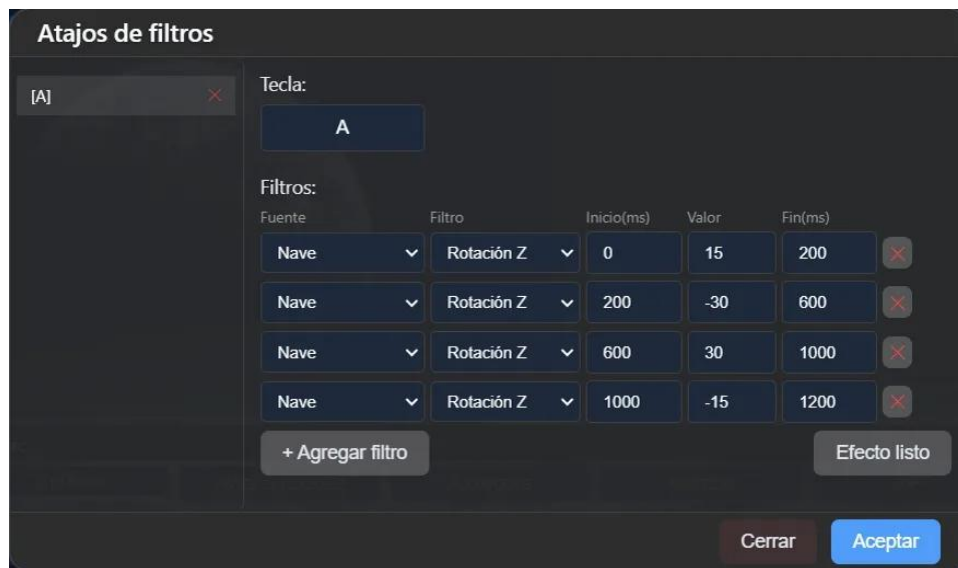 Atajos de filtros
[A]
Tecla:
A
Filtros:
Fuente Filtro Inicio(ms) Valor Fin(ms)
Nave Rotación Z 0 15 200
Nave Rotación Z 200 -30 600
Nave Rotación Z 600 30 1000
Nave Rotación Z 1000 -15 1200
+ Agregar filtro Efecto listo
Cerrar Aceptar